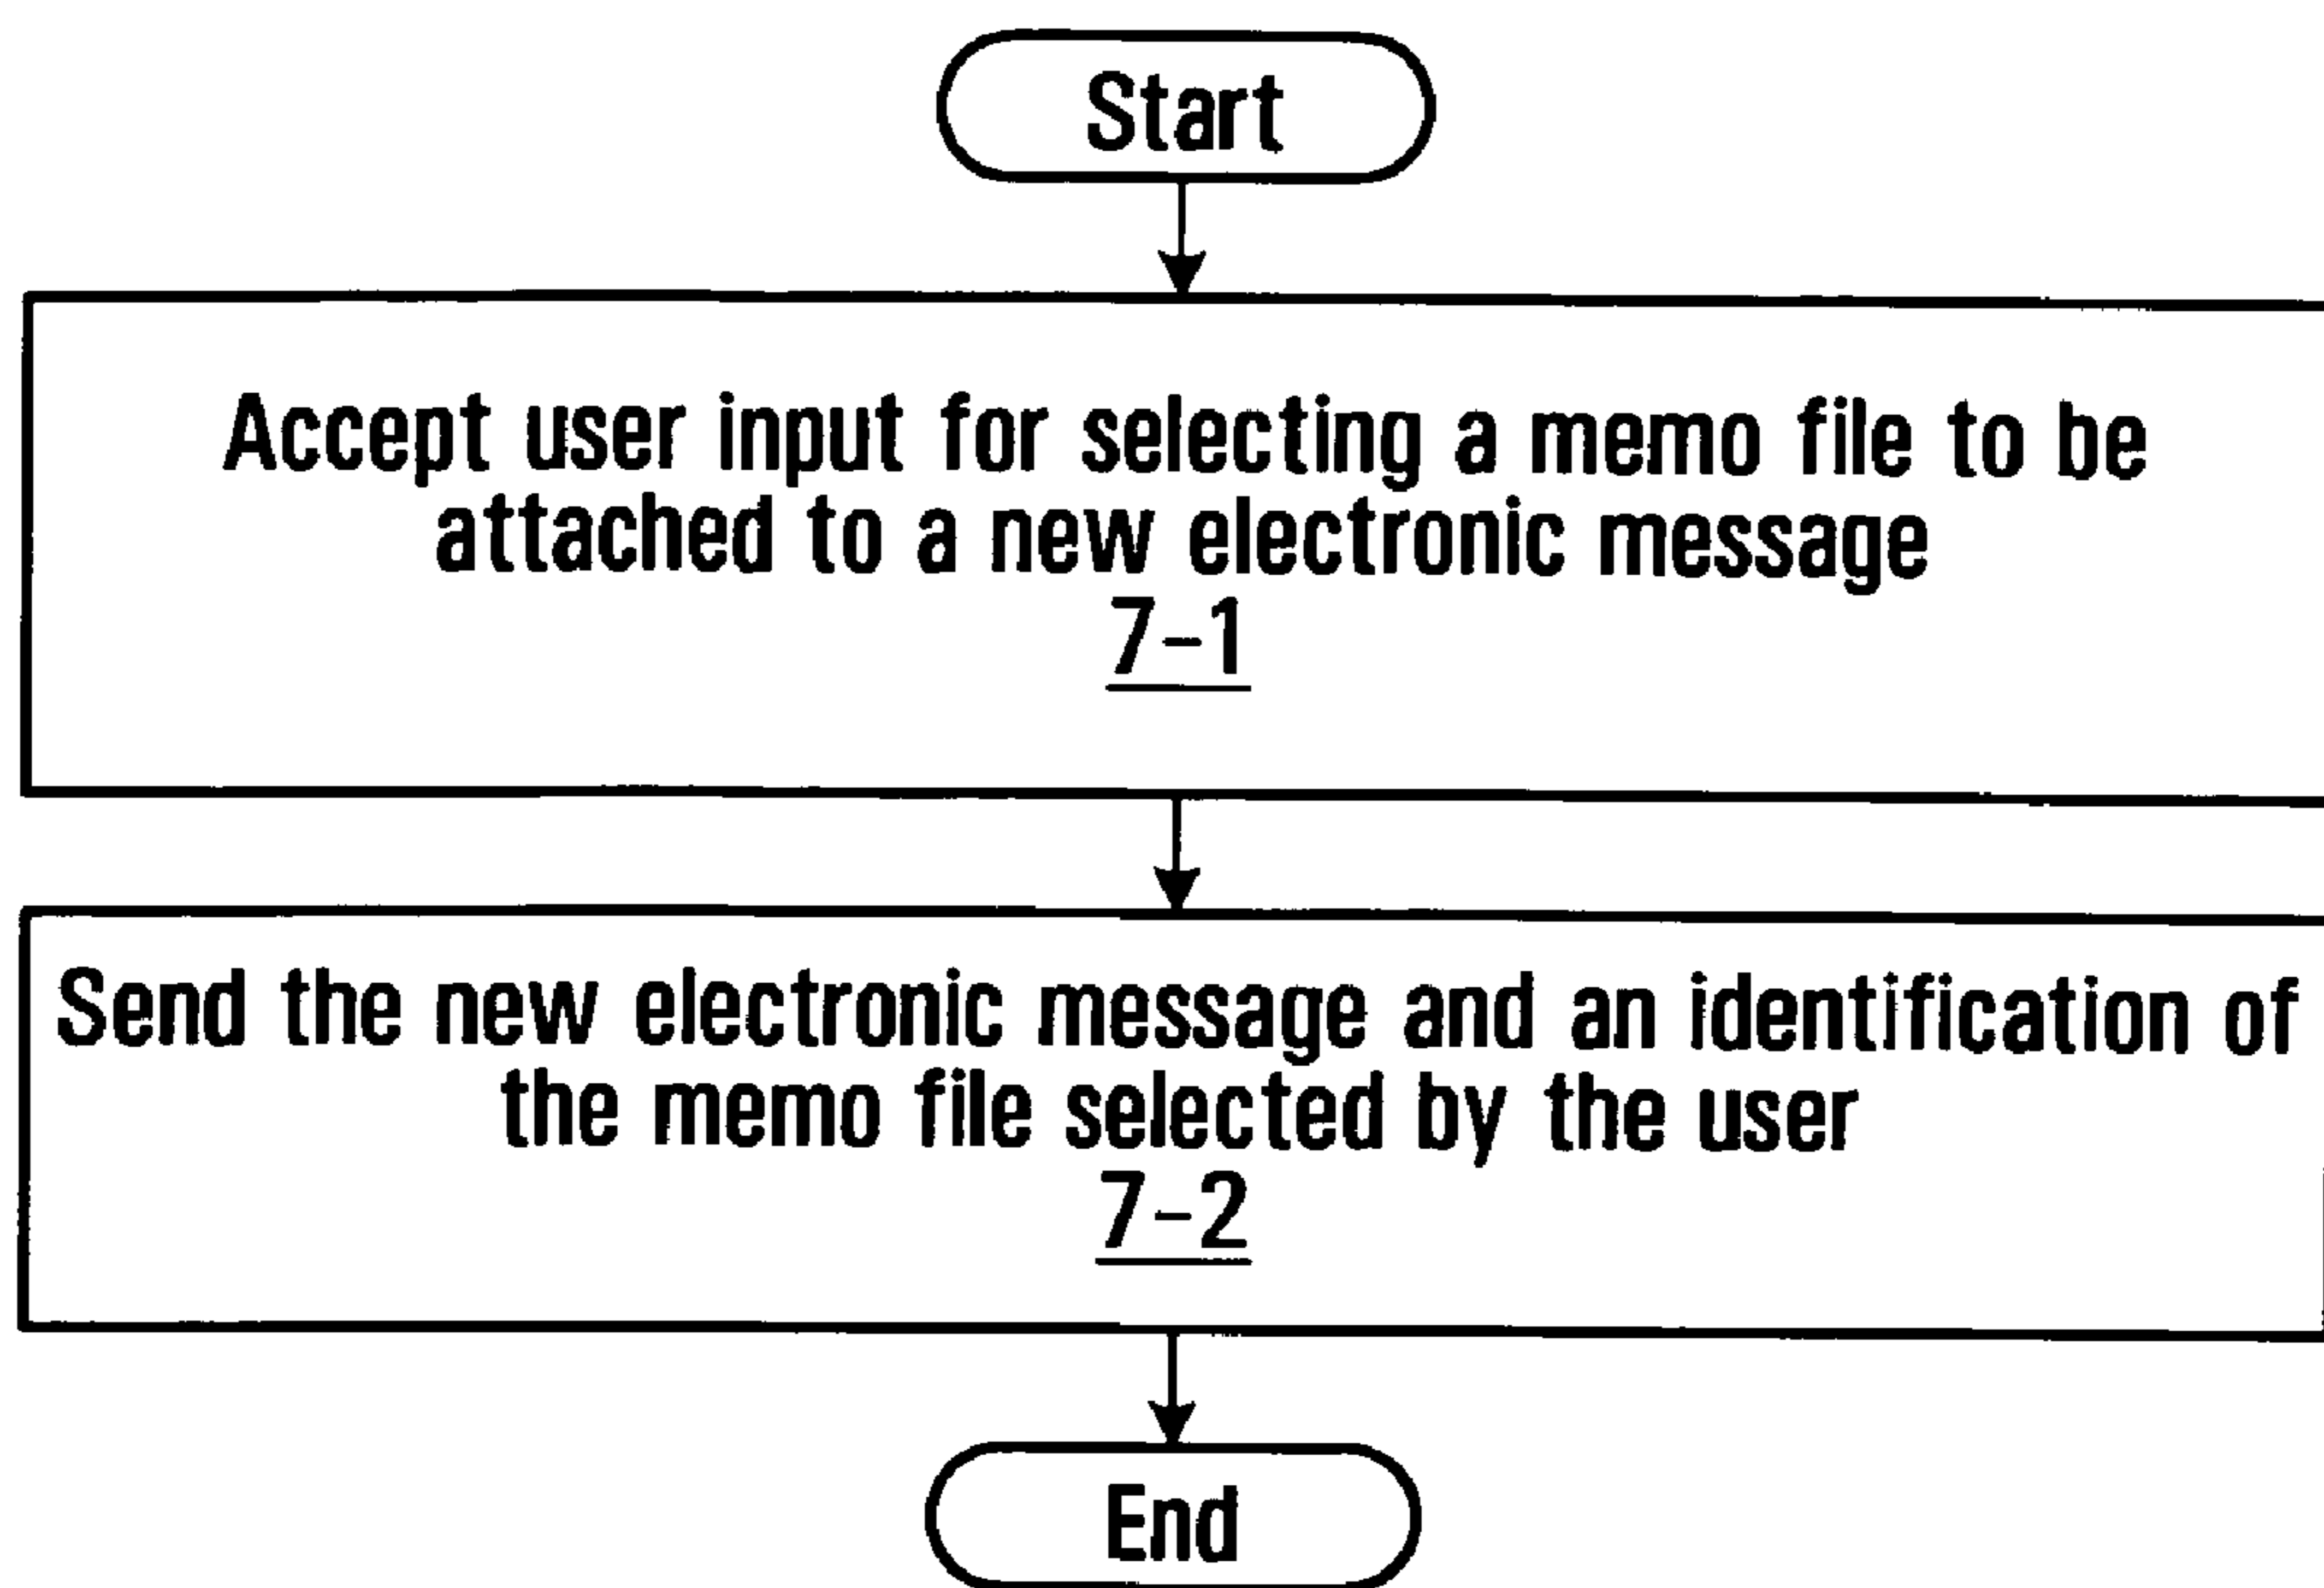 Start
Accept user input for selecting a memo file to be
attached to a new electronic message
7-1
Send the new electronic message and an identification of
the memo file selected by the user
7-2
End